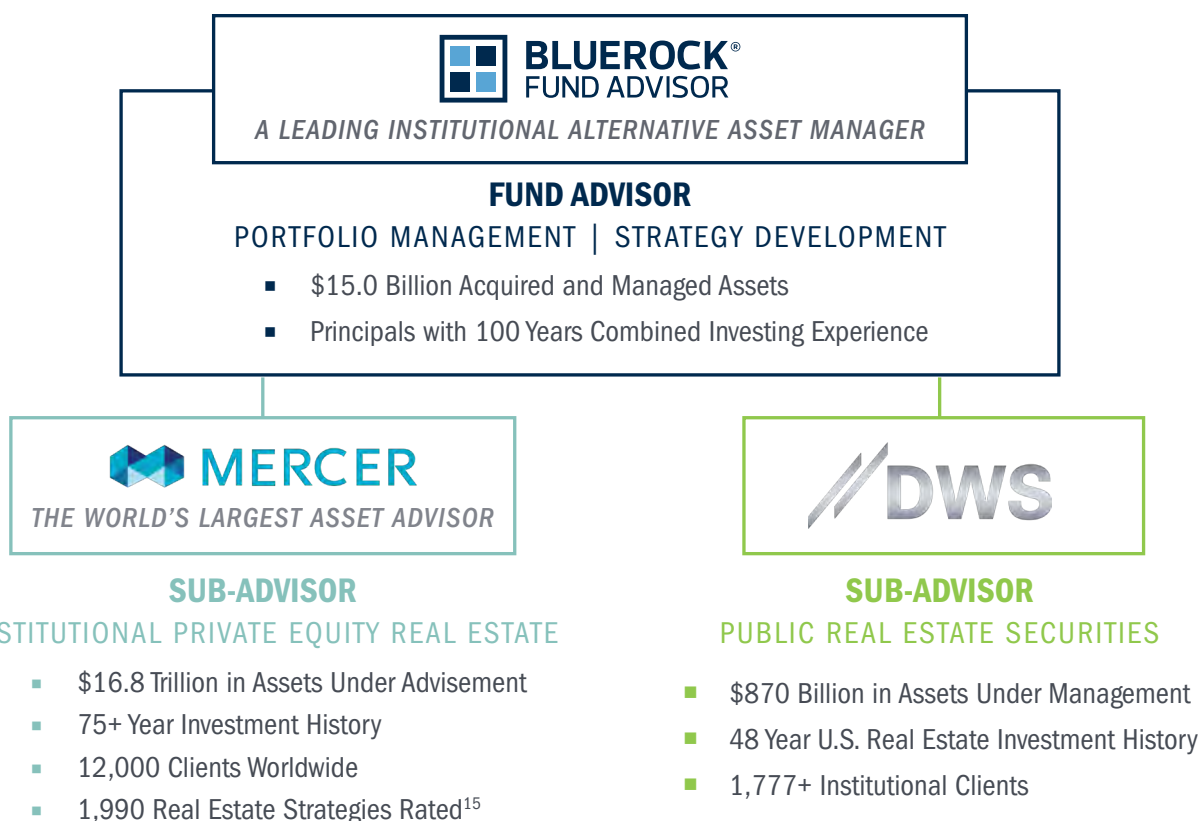 BLUEROCK®
FUND ADVISOR
A LEADING INSTITUTIONAL ALTERNATIVE ASSET MANAGER
FUND ADVISOR
PORTFOLIO MANAGEMENT | STRATEGY DEVELOPMENT
▪ $15.0 Billion Acquired and Managed Assets
▪ Principals with 100 Years Combined Investing Experience
MERCER
THE WORLD'S LARGEST ASSET ADVISOR
SUB-ADVISOR
STITUTIONAL PRIVATE EQUITY REAL ESTATE
▪ $16.8 Trillion in Assets Under Advisement
▪ 75+ Year Investment History
▪ 12,000 Clients Worldwide
▪ 1,990 Real Estate Strategies Rated¹⁵
DWS
SUB-ADVISOR
PUBLIC REAL ESTATE SECURITIES
▪ $870 Billion in Assets Under Management
▪ 48 Year U.S. Real Estate Investment History
▪ 1,777+ Institutional Clients